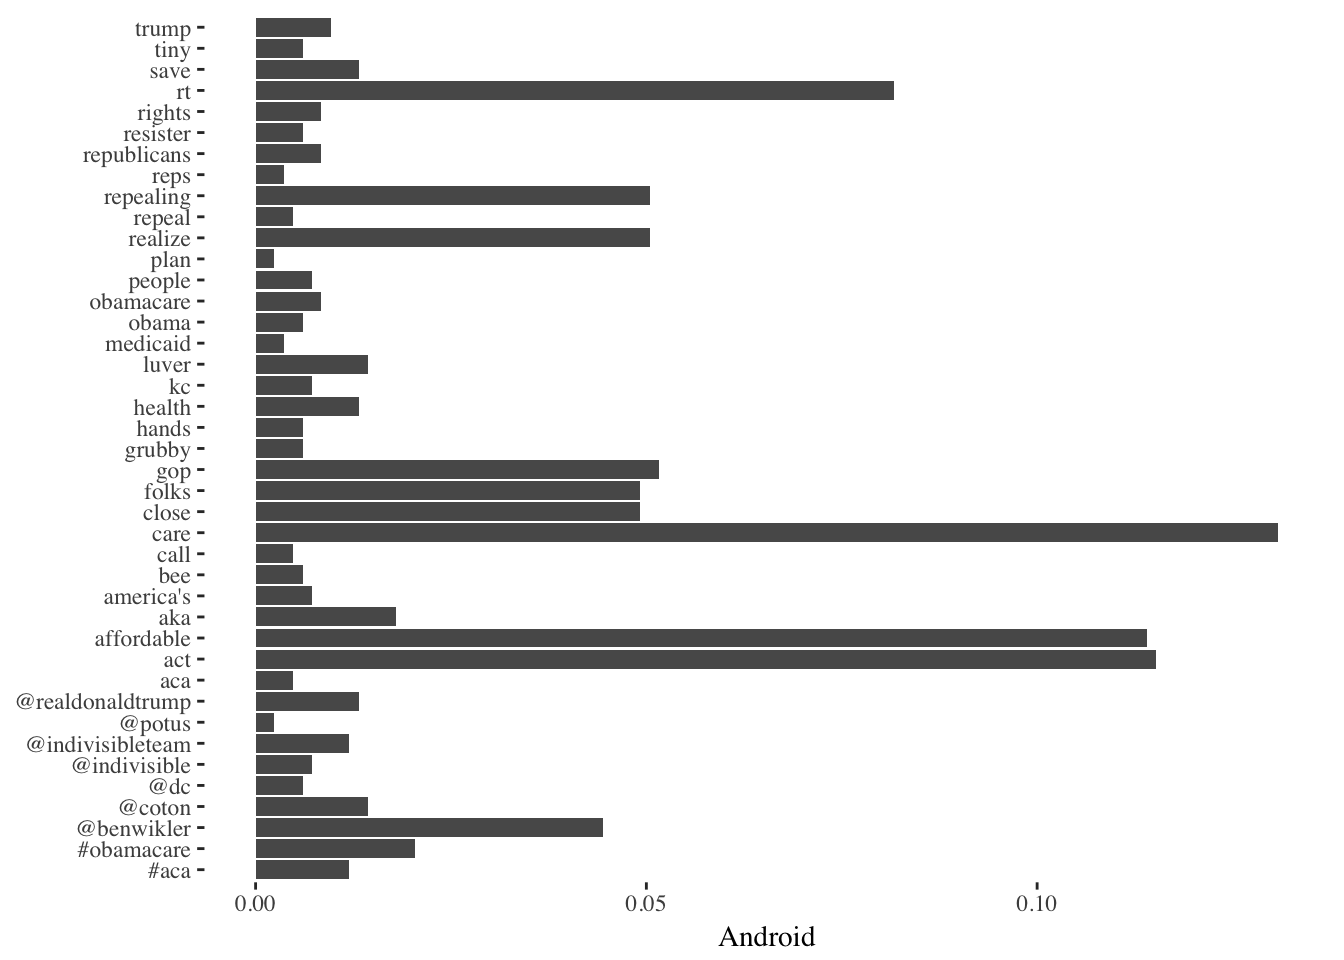 trump
tiny
save
rt
rights
resister
republicans
reps
repealing
repeal
realize
plan
people
obamacare
obama
medicaid
luver
kc
health
hands
grubby
gop
folks
close
care
call
bee
america's
aka
affordable
act
aca
@realdonaldtrump
@potus
@indivisibleteam
@indivisible
@dc
@coton
@benwikler
#obamacare
#aca
0.00 0.05 0.10
Android